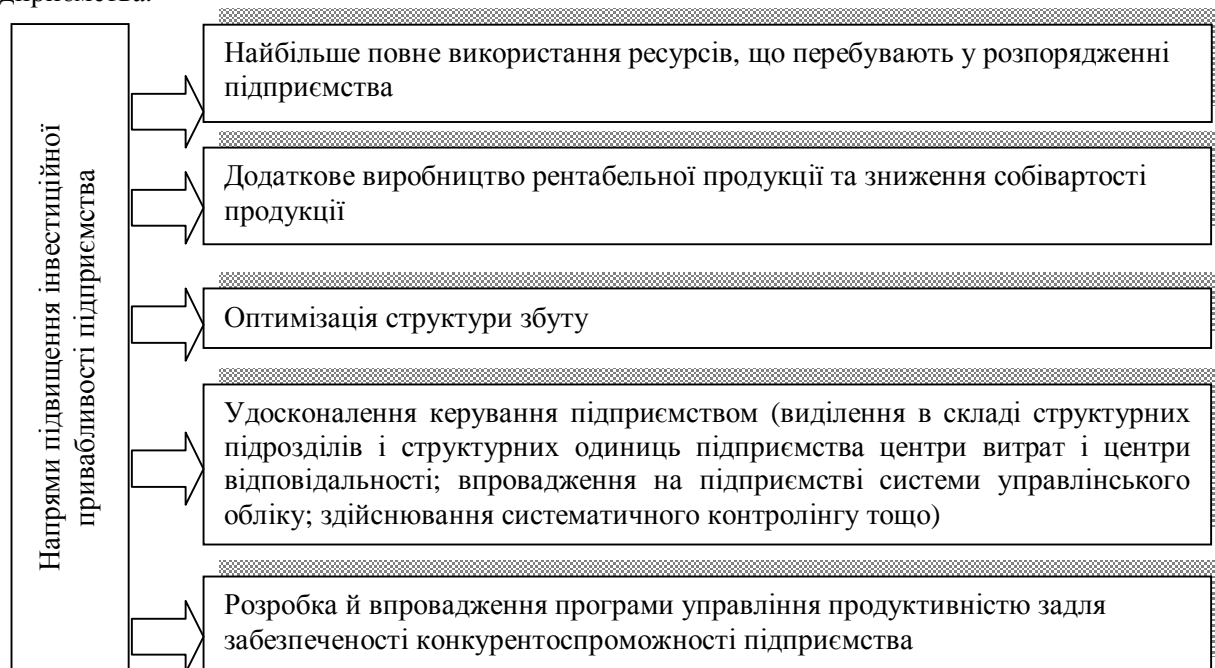 Напрями підвищення інвестиційної
привабливості підприємства
Найбільше повне використання ресурсів, що перебувають у розпорядженні
підприємства
Додаткове виробництво рентабельної продукції та зниження собівартості
продукції
Оптимізація структури збуту
Удосконалення керування підприємством (виділення в складі структурних
підрозділів і структурних одиниць підприємства центри витрат і центри
відповідальності; впровадження на підприємстві системи управлінського
обліку; здійснювання систематичного контролінгу тощо)
Розробка й впровадження програми управління продуктивністю задля
забезпеченості конкурентоспроможності підприємства